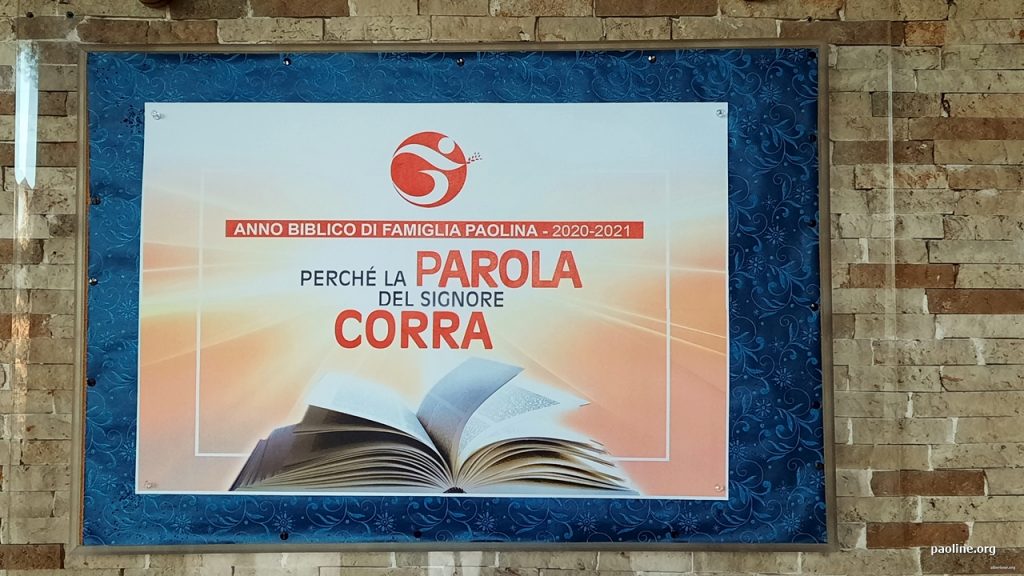 ANNO BIBLICO DI FAMIGLIA PAOLINA - 2020-2021
PERCHÉ LA PAROLA
DEL SIGNORE
CORRA
paoline.org